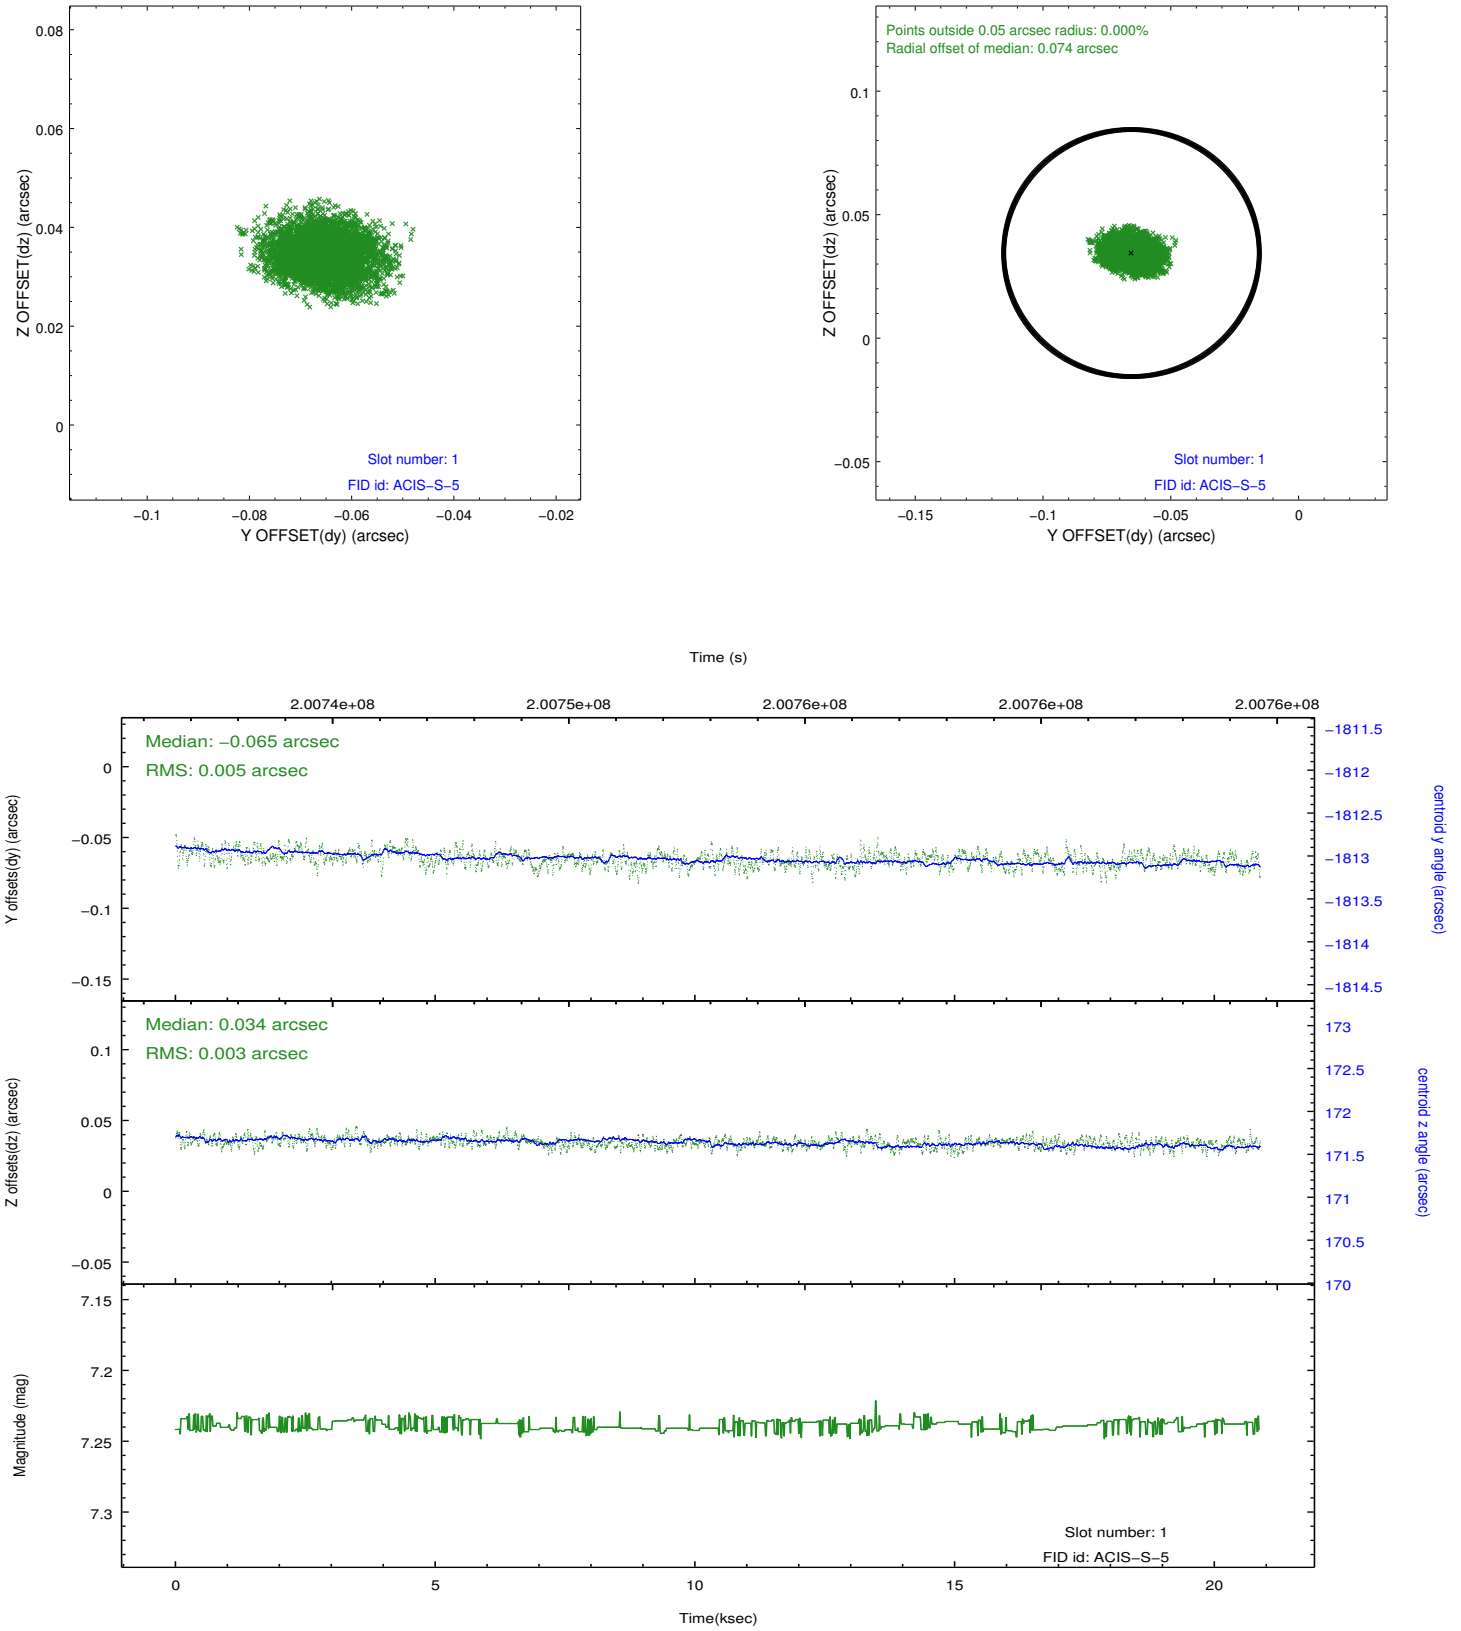 0.08
0.06
0.04
0.02
0
Z OFFSET(dz) (arcsec)
Slot number: 1
FID id: ACIS−S−5
−0.1 −0.08 −0.06 −0.04 −0.02
Y OFFSET(dy) (arcsec)
Points outside 0.05 arcsec radius: 0.000%
Radial offset of median: 0.074 arcsec
0.1
0.05
0
−0.05
Z OFFSET(dz) (arcsec)
Slot number: 1
FID id: ACIS−S−5
−0.15 −0.1 −0.05 0
Y OFFSET(dy) (arcsec)
Time (s)
2.0074e+08 2.0075e+08 2.0076e+08 2.0076e+08 2.0076e+08
Median: −0.065 arcsec
RMS: 0.005 arcsec
0
−0.05
−0.1
−0.15
Y offsets(dy) (arcsec)
−1811.5
−1812
−1812.5
−1813
−1813.5
−1814
−1814.5
centroid y angle (arcsec)
Median: 0.034 arcsec
RMS: 0.003 arcsec
0.1
0.05
0
−0.05
Z offsets(dz) (arcsec)
173
172.5
172
171.5
171
170.5
170
centroid z angle (arcsec)
7.15
7.2
7.25
7.3
Magnitude (mag)
Slot number: 1
FID id: ACIS−S−5
0 5 10 15 20
Time(ksec)